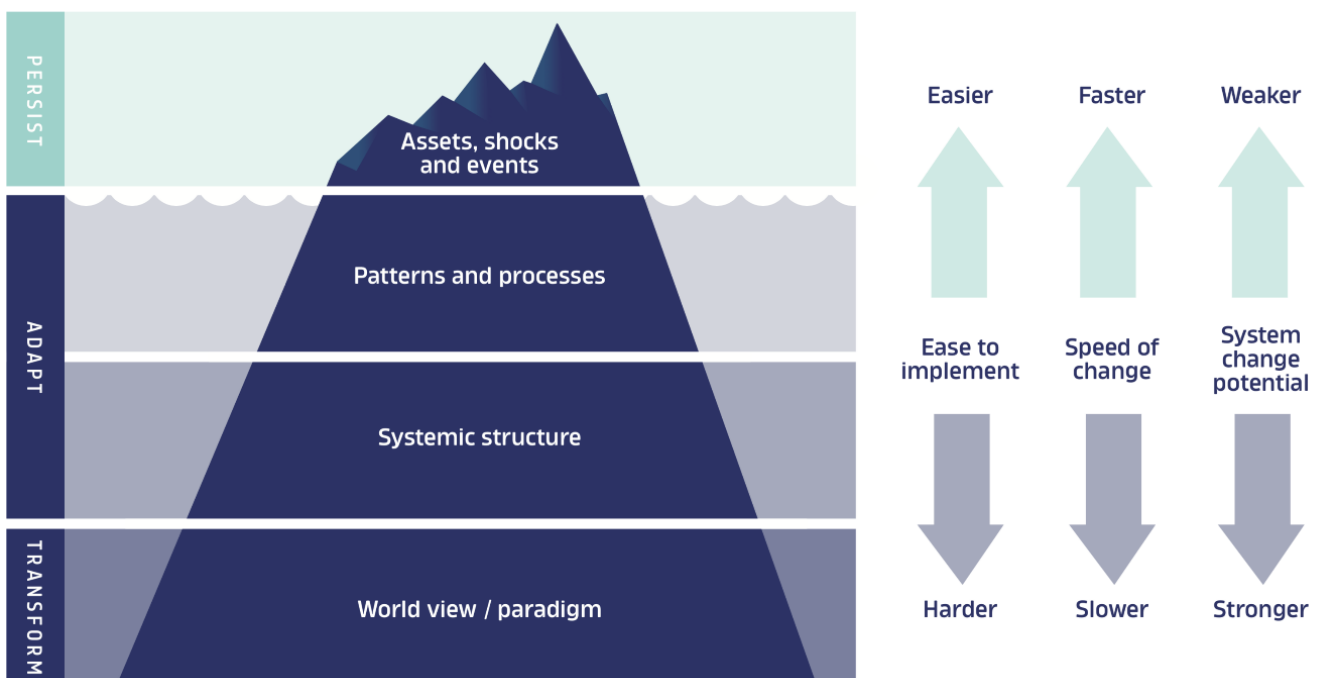 PERSIST
Assets, shocks
and events
ADAPT
Patterns and processes
Systemic structure
TRANSFORM
World view / paradigm
Easier
Faster
Weaker
Ease to
implement
Speed of
change
System
change
potential
Harder
Slower
Stronger